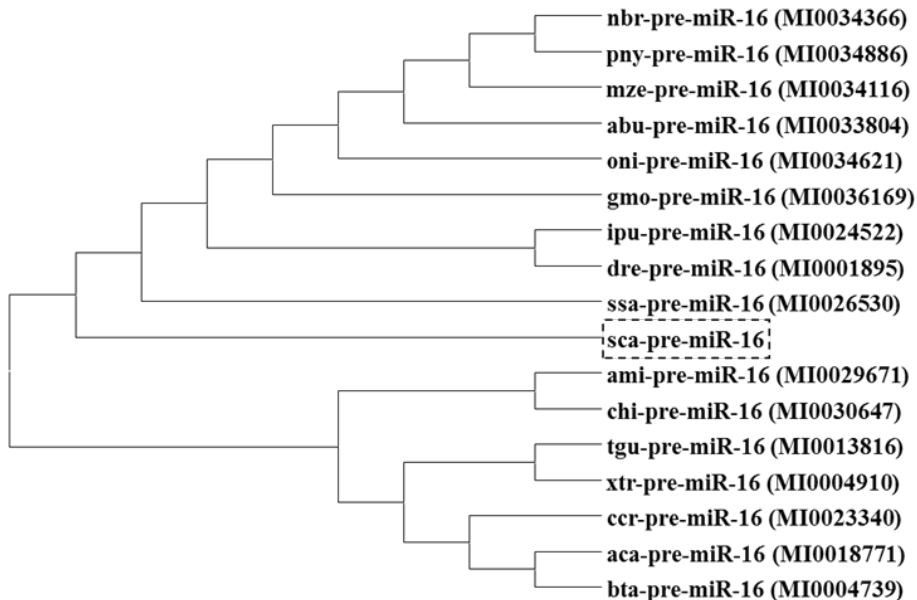 nbr-pre-miR-16 (MI0034366)
pny-pre-miR-16 (MI0034886)
mze-pre-miR-16 (MI0034116)
abu-pre-miR-16 (MI0033804)
oni-pre-miR-16 (MI0034621)
gmo-pre-miR-16 (MI0036169)
ipu-pre-miR-16 (MI0024522)
dre-pre-miR-16 (MI0001895)
ssa-pre-miR-16 (MI0026530)
sca-pre-miR-16
ami-pre-miR-16 (MI0029671)
chi-pre-miR-16 (MI0030647)
tgu-pre-miR-16 (MI0013816)
xtr-pre-miR-16 (MI0004910)
ccr-pre-miR-16 (MI0023340)
aca-pre-miR-16 (MI0018771)
bta-pre-miR-16 (MI0004739)